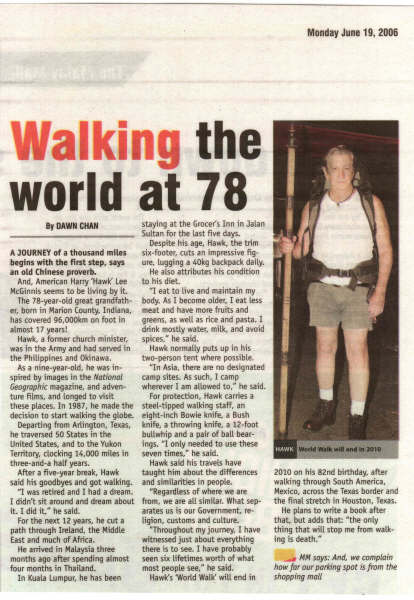 Monday June 19, 2006
Walking the
world at 78
By DAWN CHAN
A JOURNEY of a thousand miles
begins with the first step, says
an old Chinese proverb.
And, American Harry 'Hawk' Lee
McGinnis seems to be living by it.
The 78-year-old great grandfath-
er, born in Marion County, Indiana,
has covered 96,000km on foot in
almost 17 years!
Hawk, a former church minister,
was in the Army and had served in
the Philippines and Okinawa.
As a nine-year-old, he was in-
spired by images in the National
Geographic magazine, and adven-
ture films, and longed to visit
these places. In 1987, he made the
decision to start walking the globe.
Departing from Arlington, Texas,
he traversed 50 States in the
United States, and to the Yukon
Territory, clocking 14,000 miles in
three-and-a half years.
After a five-year break, Hawk
said his goodbyes and got walking.
"I was retired and I had a dream.
I didn't sit around and dream about
it. I did it," he said.
For the next 12 years, he cut a
path through Ireland, the Middle
East and much of Africa.
He arrived in Malaysia three
months ago after spending almost
four months in Thailand.
In Kuala Lumpur, he has been
staying at the Grocer's Inn in Jalan
Sultan for the last five days.
Despite his age, Hawk, the trim
six-footer, cuts an impressive fig-
ure, lugging a 40kg backpack daily.
He also attributes his condition
to his diet.
"I eat to live and maintain my
body. As I become older, I eat less
meat and have more fruits and
greens, as well as rice and pasta. I
drink mostly water, milk, and avoid
spices," he said.
Hawk normally puts up in his
two-person tent where possible.
"In Asia, there are no designated
camp sites. As such, I camp
wherever I am allowed to," he said.
For protection, Hawk carries a
steel-tipped walking staff, an
eight-inch Bowie knife, a Bush
knife, a throwing knife, a 12-foot
bullwhip and a pair of ball bear-
ings. "I only needed to use these
seven times," he said.
Hawk said his travels have
taught him about the differences
and similarities in people.
"Regardless of where we are
from, we are all similar. What sep-
arates us is our Government, re-
ligion, customs and culture.
"Throughout my journey, I have
witnessed just about everything
there is to see. I have probably
seen six lifetimes worth of what
most people see," he said.
Hawk's 'World Walk' will end in
HAWK World Walk will end in 2010
2010 on his 82nd birthday, after
walking through South America,
Mexico, across the Texas border and
the final stretch in Houston, Texas.
He plans to write a book after
that, but adds that: "the only
thing that will stop me from walk-
ing is death."
MM says: And, we complain
how far our parking spot is from the
shopping mall